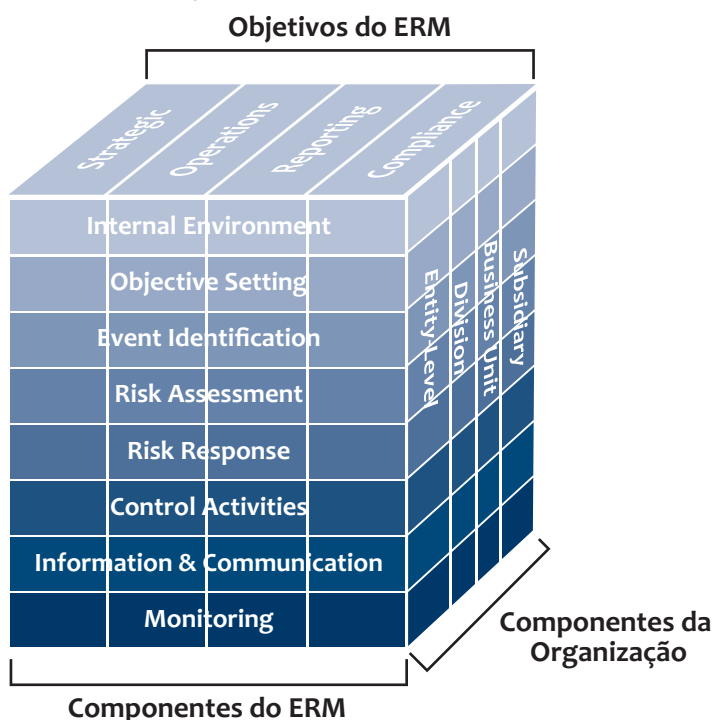 Objetivos do ERM
Strategic
Operations
Reporting
Compliance
Internal Environment
Objective Setting
Event Identification
Risk Assessment
Risk Response
Control Activities
Information & Communication
Monitoring
Entity-Level
Division
Business Unit
Subsidiary
Componentes da
Organização
Componentes do ERM